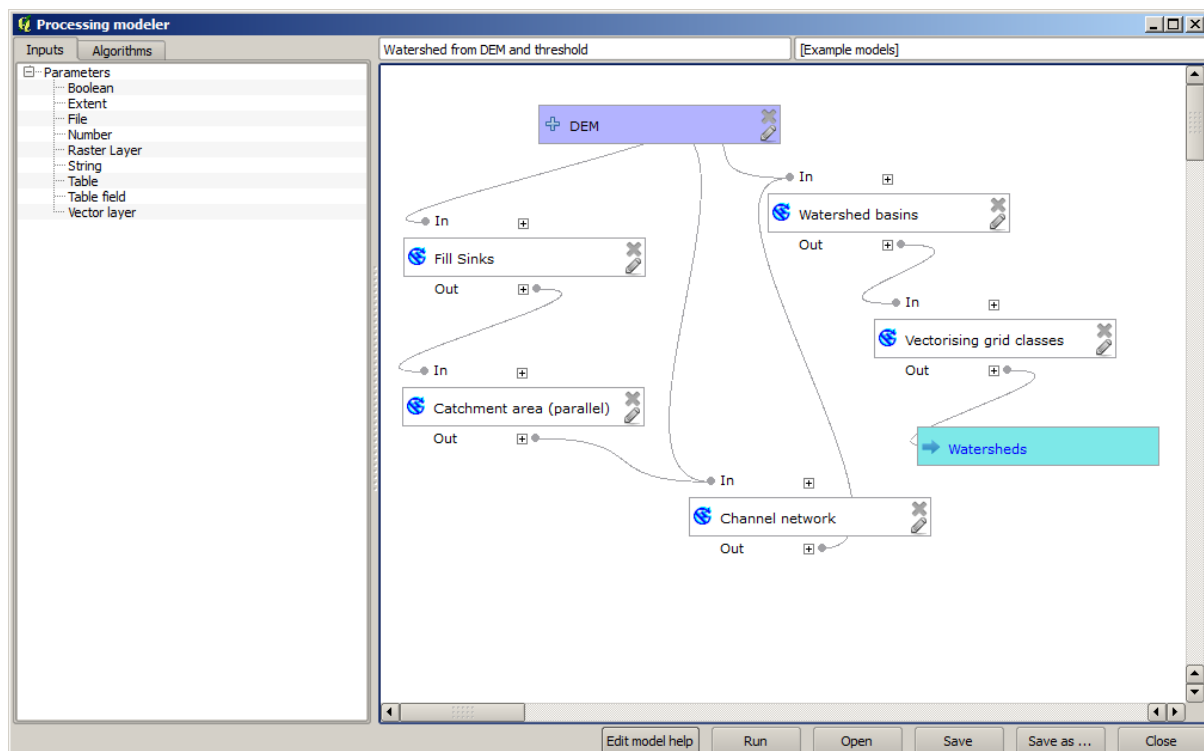 Processing modeler
Inputs
Algorithms
Parameters
Boolean
Extent
File
Number
Raster Layer
String
Table
Table field
Vector layer
Watershed from DEM and threshold
[Example models]
DEM
In
Fill Sinks
Out
In
Catchment area (parallel)
Out
In
Watershed basins
Out
In
Vectorising grid classes
Out
Watersheds
In
Channel network
Out
Edit model help
Run
Open
Save
Save as ...
Close